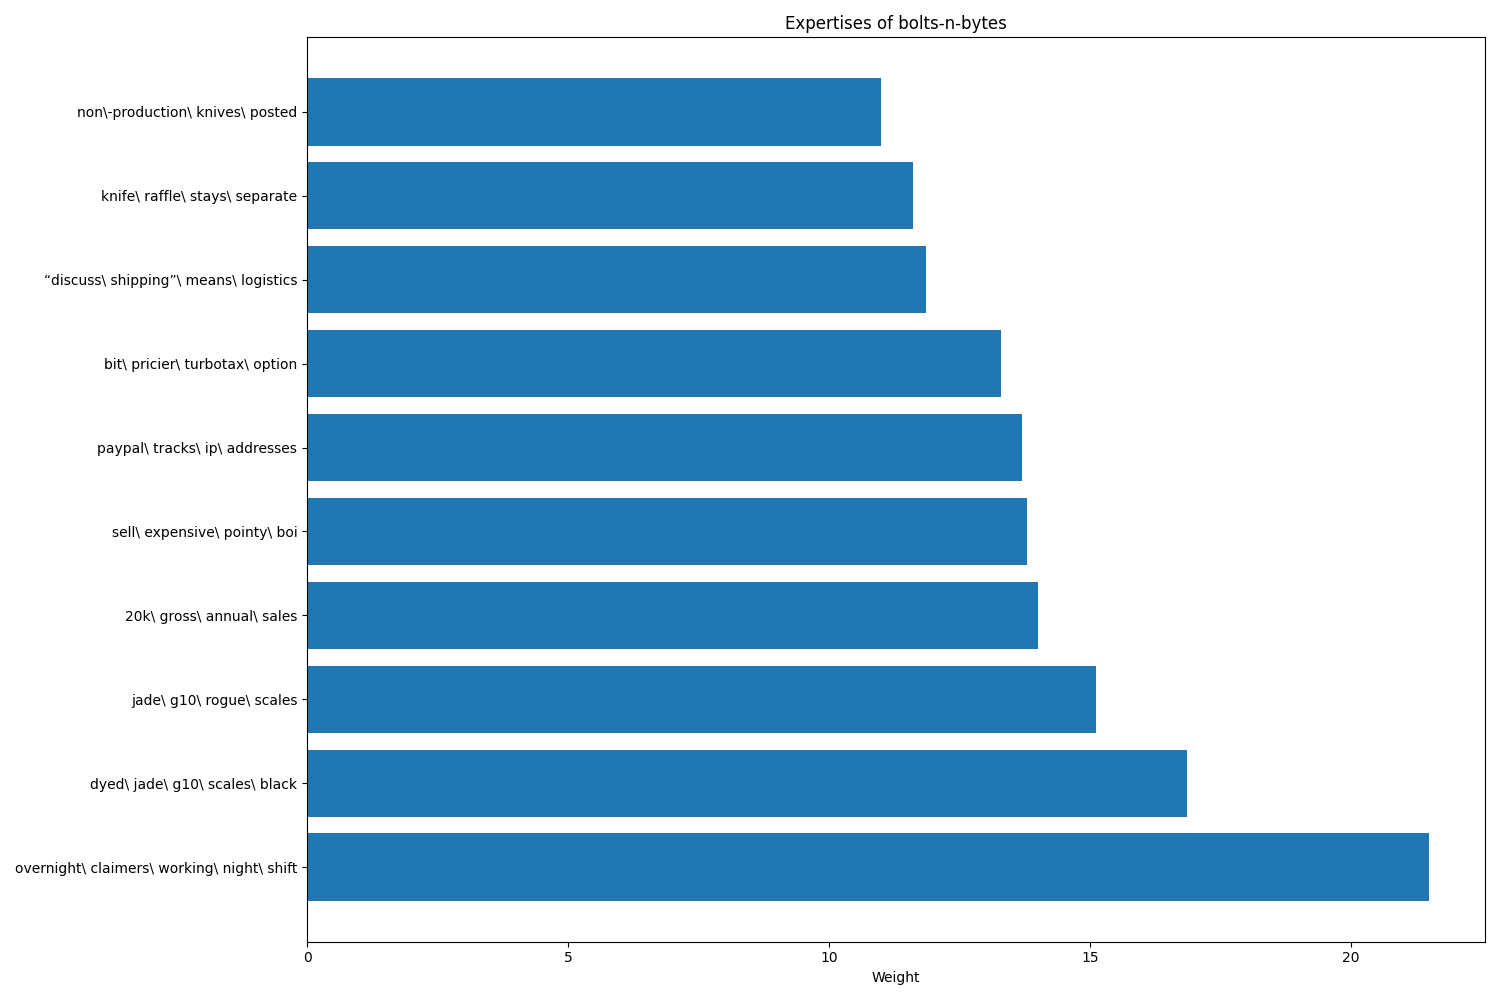 Expertises of bolts-n-bytes
non\-production\ knives\ posted
knife\ raffle\ stays\ separate
“discuss\ shipping”\ means\ logistics
bit\ pricier\ turbotax\ option
paypal\ tracks\ ip\ addresses
sell\ expensive\ pointy\ boi
20k\ gross\ annual\ sales
jade\ g10\ rogue\ scales
dyed\ jade\ g10\ scales\ black
overnight\ claimers\ working\ night\ shift
0 5 10 15 20
Weight